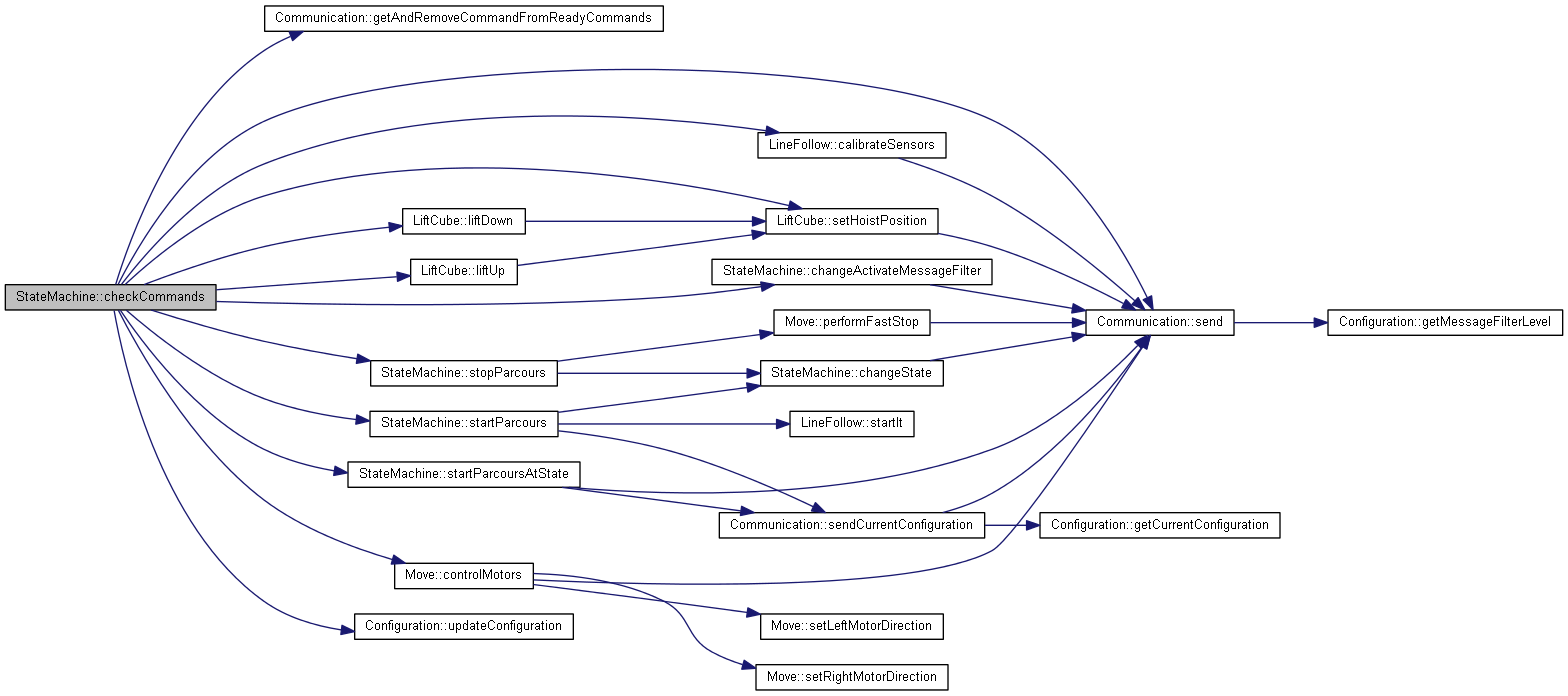 Communication::getAndRemoveCommandFromReadyCommands
LineFollow::calibrateSensors
LiftCube::liftDown
LiftCube::setHoistPosition
LiftCube::liftUp
StateMachine::changeActivateMessageFilter
StateMachine::checkCommands
Move::performFastStop
Communication::send
Configuration::getMessageFilterLevel
StateMachine::stopParcours
StateMachine::changeState
StateMachine::startParcours
LineFollow::startIt
StateMachine::startParcoursAtState
Communication::sendCurrentConfiguration
Configuration::getCurrentConfiguration
Move::controlMotors
Configuration::updateConfiguration
Move::setLeftMotorDirection
Move::setRightMotorDirection